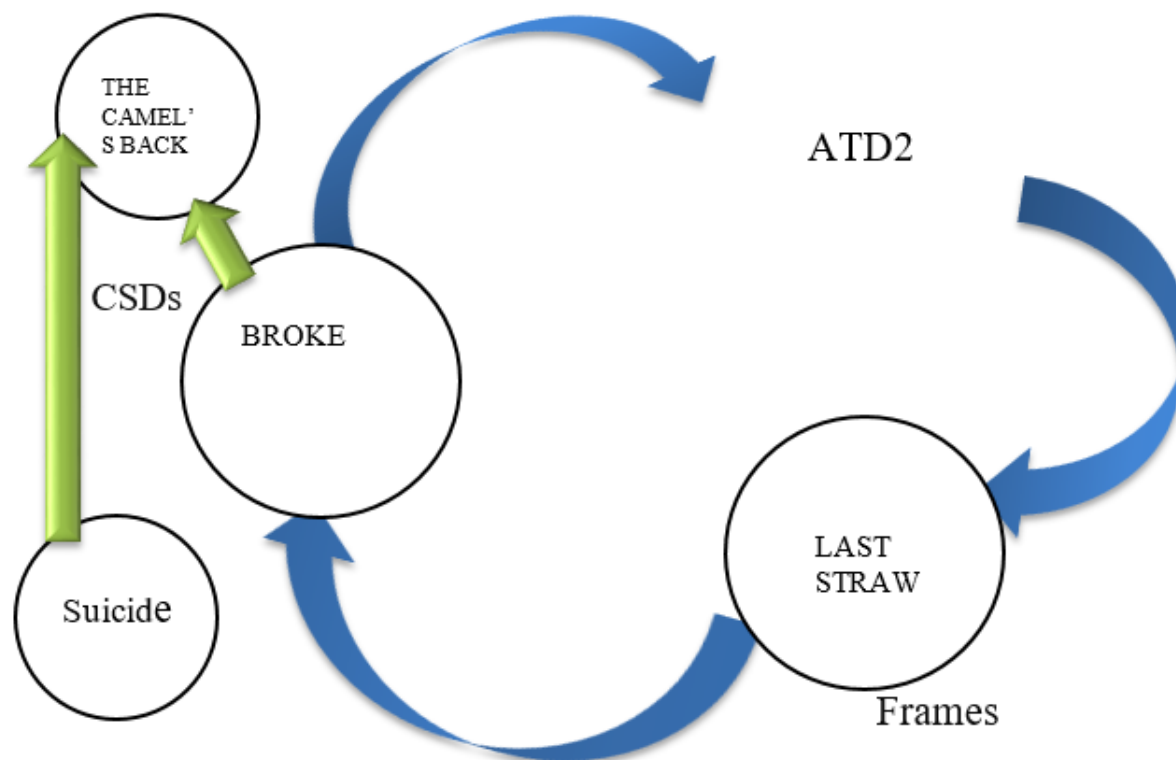 THE
CAMEL'
S BACK
ATD2
CSDs
BROKE
LAST
STRAW
Suicide
Frames